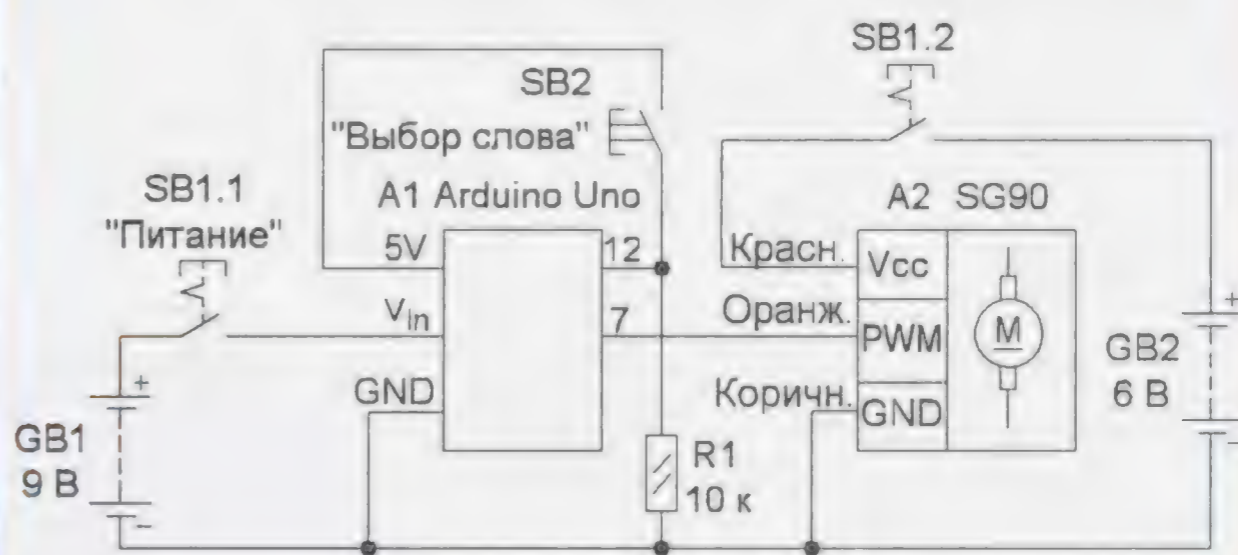 SB1.2
SB2
"Выбор слова"
SB1.1
"Питание"
A1 Arduino Uno
A2 SG90
5V
12
Красн.
Vcc
Vin
7
Оранж.
PWM
M
GND
Коричн.
GND
GB1
9 В
GB2
6 В
R1
10 к
+
−
+
−